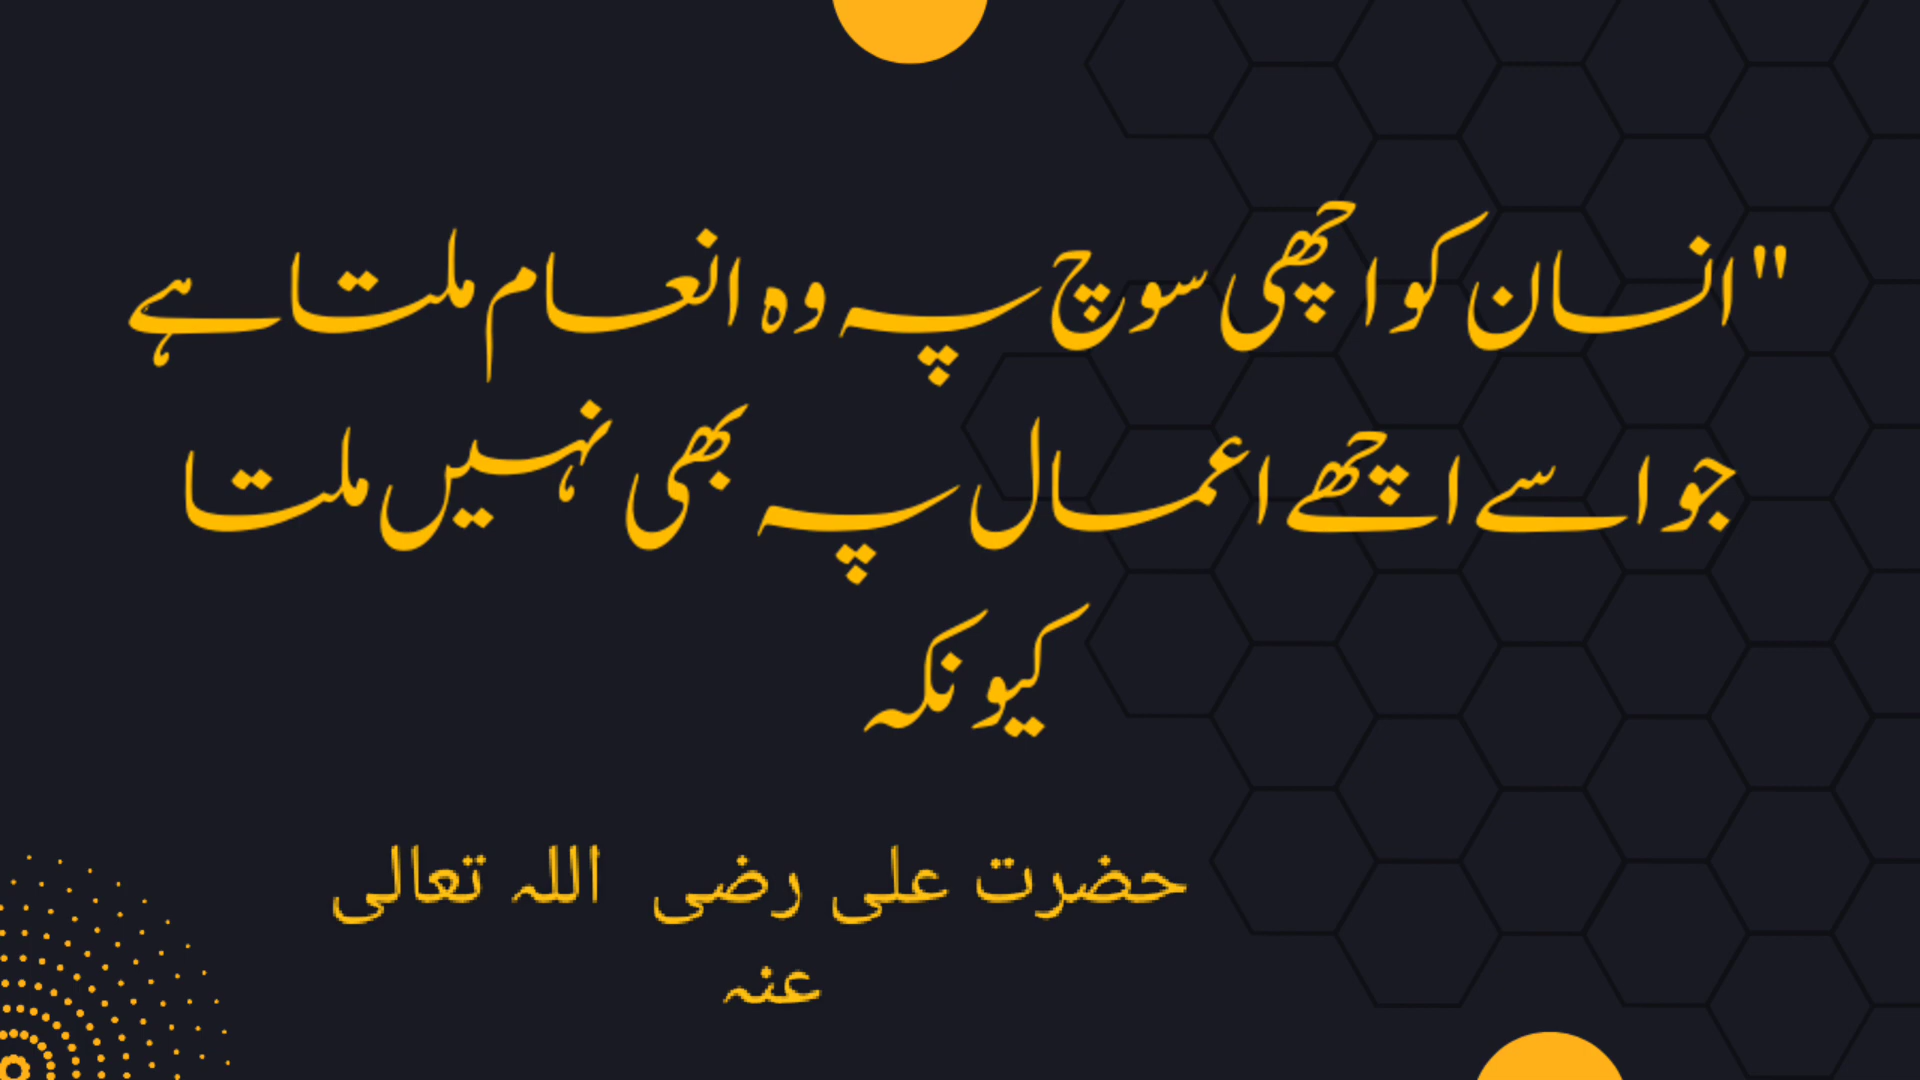 "انسان کو اچھی سوچ پہ وہ انعام ملتا ہے
جو اسے اچھے اعمال پہ بھی نہیں ملتا
کیونکہ
حضرت علی رضی اللہ تعالی
عنہ